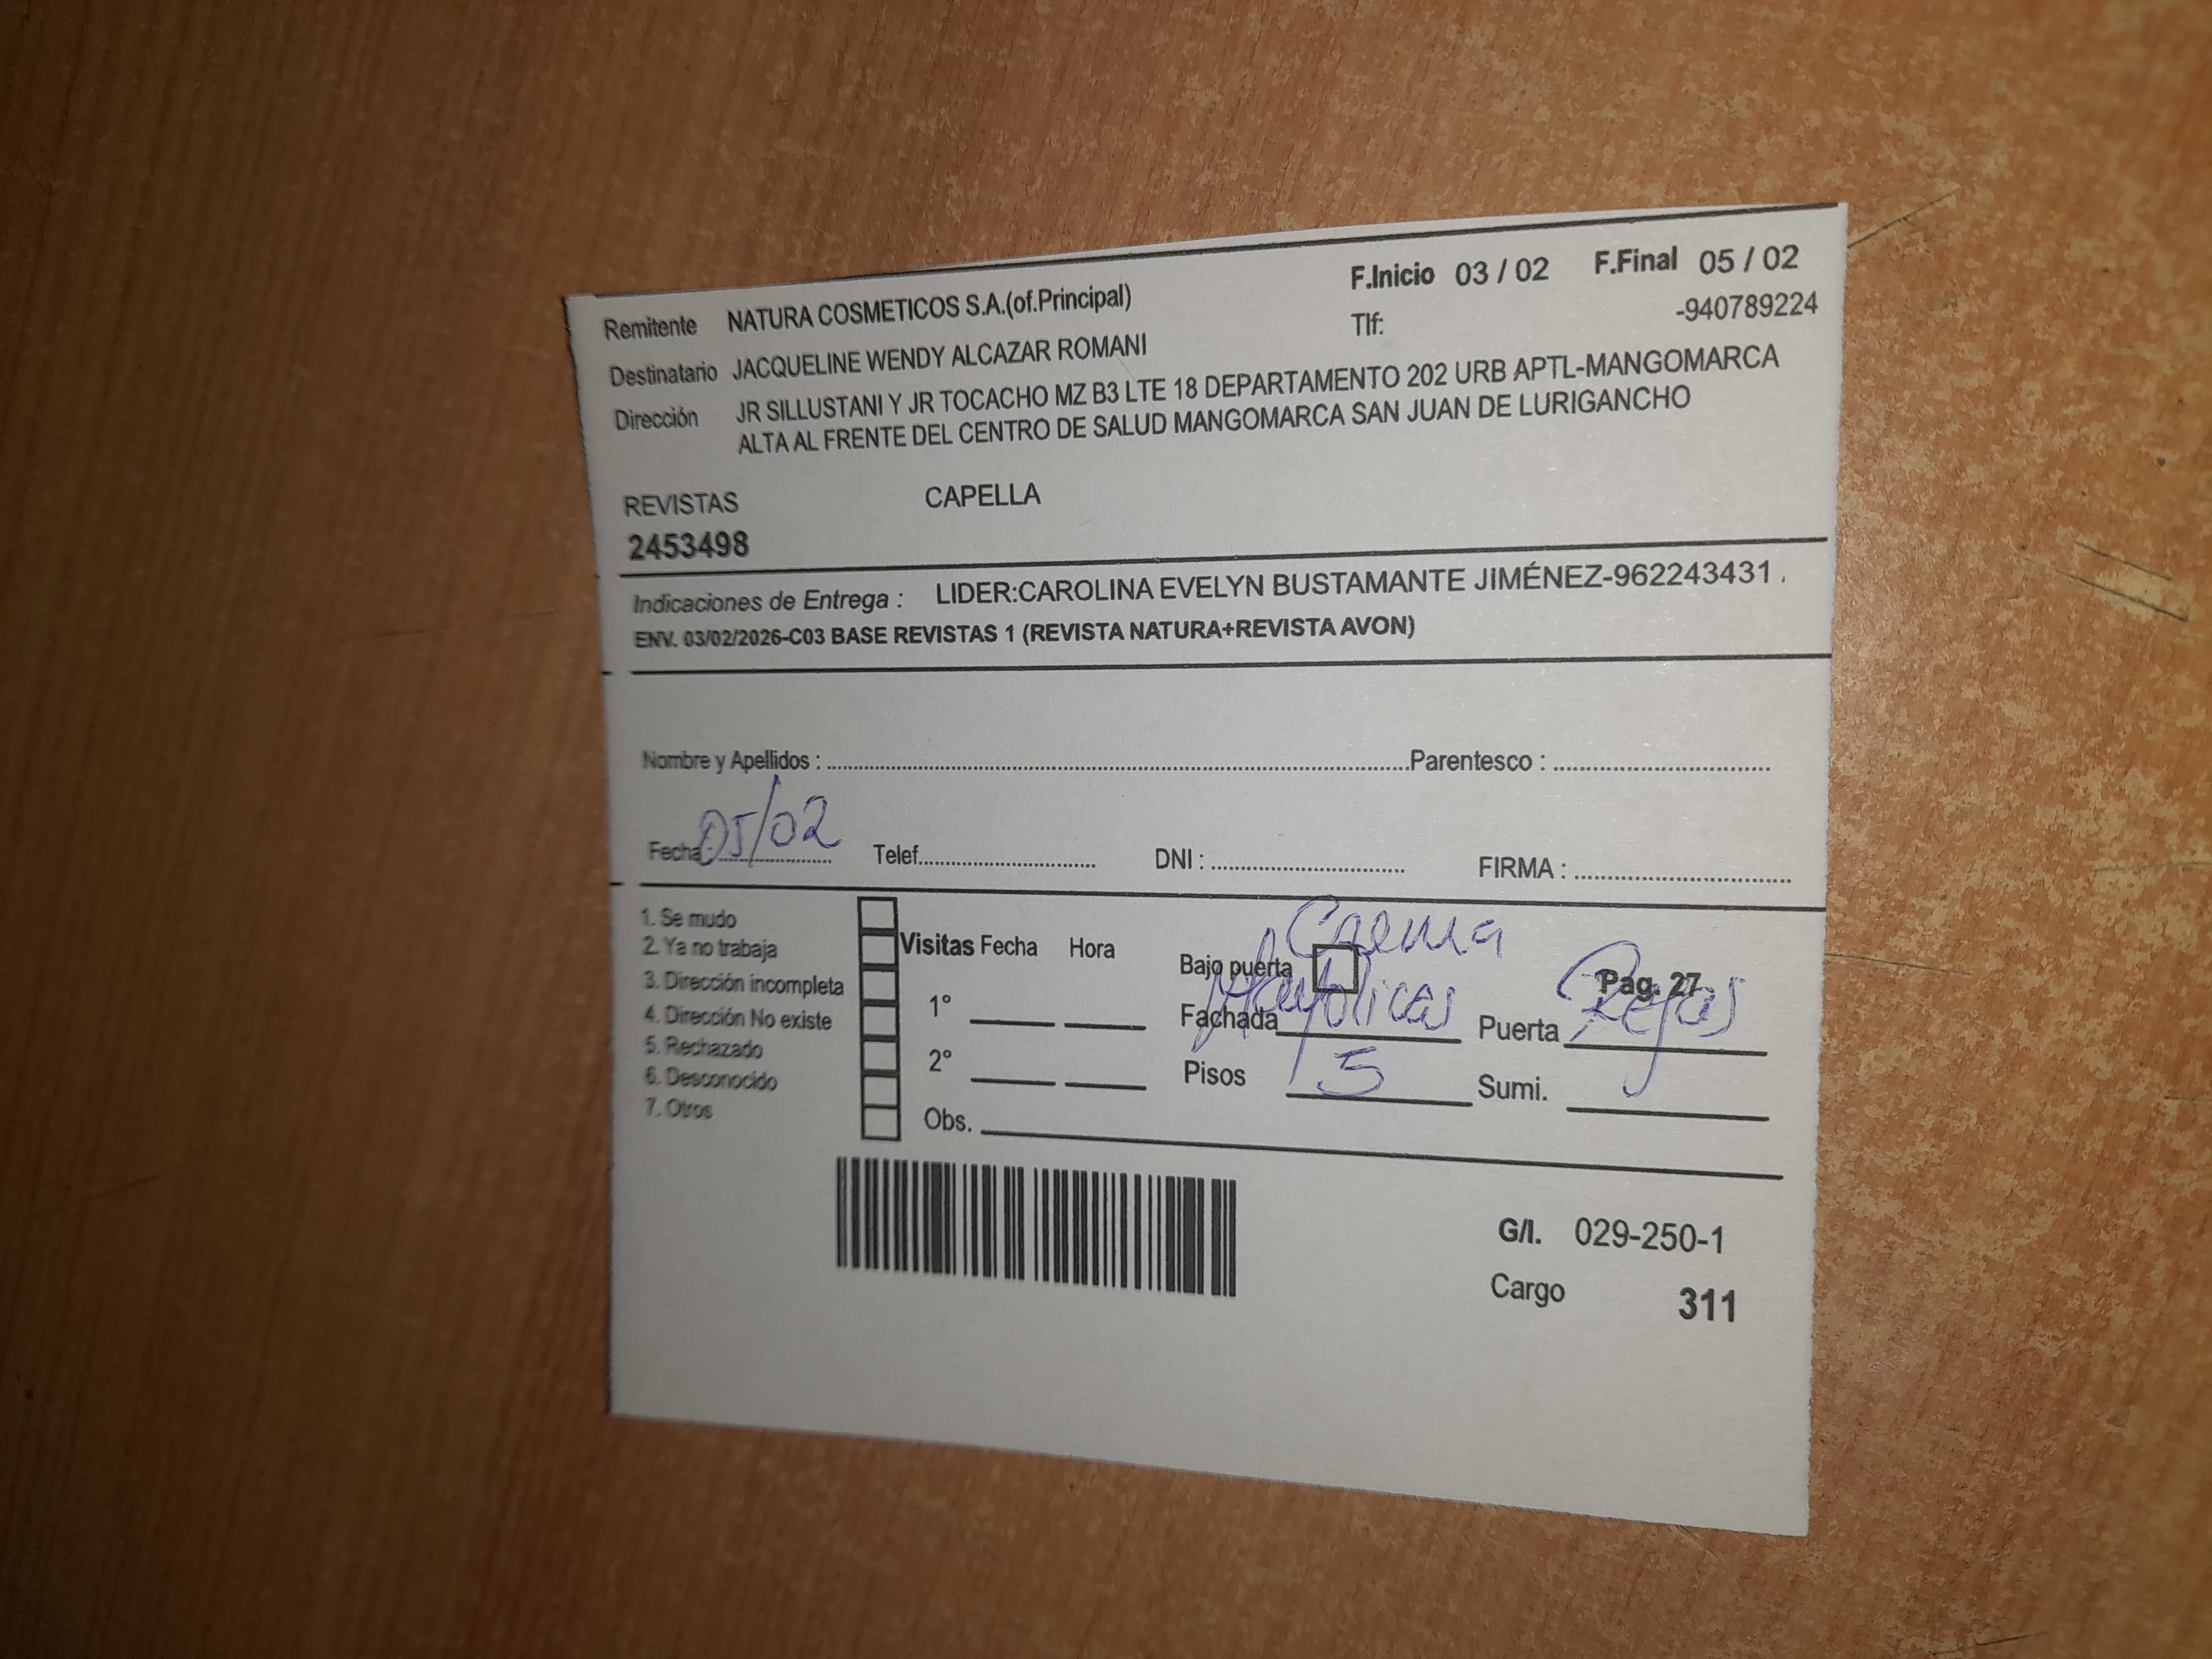 F.Inicio 03 / 02 F.Final 05 / 02
Remitente NATURA COSMETICOS S.A.(of.Principal)
Tlf: -940789224
Destinatario JACQUELINE WENDY ALCAZAR ROMANI
Dirección JR SILLUSTANI Y JR TOCACHO MZ B3 LTE 18 DEPARTAMENTO 202 URB APTL-MANGOMARCA
ALTA AL FRENTE DEL CENTRO DE SALUD MANGOMARCA SAN JUAN DE LURIGANCHO
REVISTAS CAPELLA
2453498
Indicaciones de Entrega : LIDER:CAROLINA EVELYN BUSTAMANTE JIMÉNEZ-962243431 .
ENV. 03/02/2026-C03 BASE REVISTAS 1 (REVISTA NATURA+REVISTA AVON)
Nombre y Apellidos : Parentesco :
Fecha : 05/02 Telef. DNI : FIRMA :
1. Se mudo
2. Ya no trabaja
3. Dirección incompleta
4. Dirección No existe
5. Rechazado
6. Desconocido
7. Otros
Visitas Fecha Hora
1°
2°
Obs.
Crema
Bajo puerta Pag. 27
Fachada Mayolicas Puerta Rejas
Pisos 5 Sumi.
G/I. 029-250-1
Cargo 311